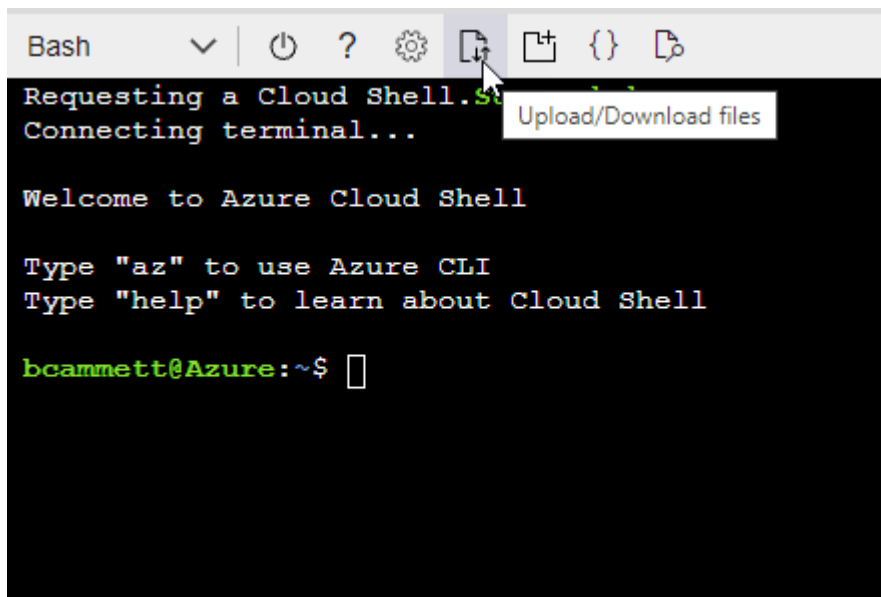 Bash
?
{}
Requesting a Cloud Shell.
Upload/Download files
Connecting terminal...
Welcome to Azure Cloud Shell
Type "az" to use Azure CLI
Type "help" to learn about Cloud Shell
bcammett@Azure:~$